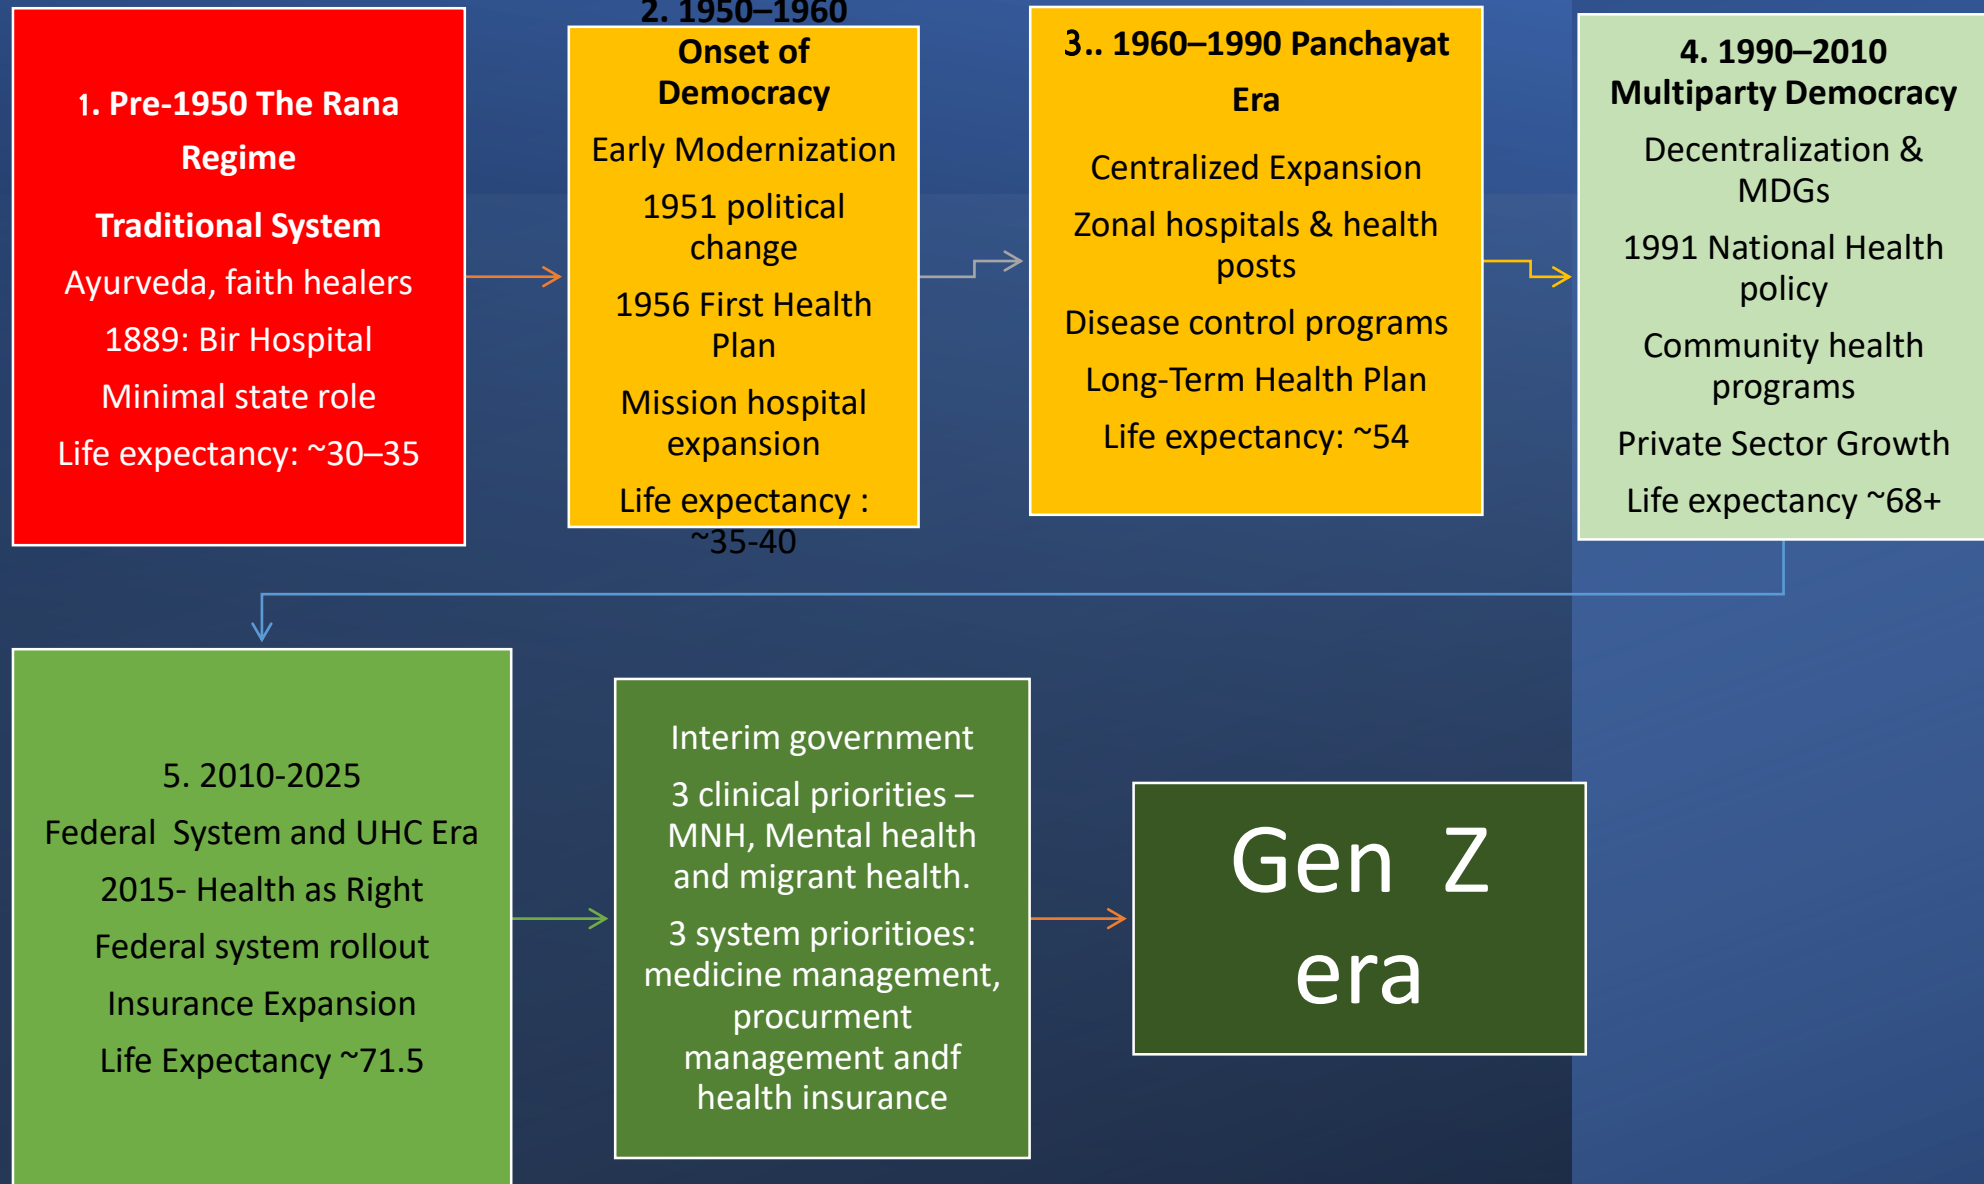 1. Pre-1950 The Rana
Regime
Traditional System
Ayurveda, faith healers
1889: Bir Hospital
Minimal state role
Life expectancy: ~30–35
2. 1950–1960
Onset of
Democracy
Early Modernization
1951 political
change
1956 First Health
Plan
Mission hospital
expansion
Life expectancy :
~35-40
3.. 1960–1990 Panchayat
Era
Centralized Expansion
Zonal hospitals & health
posts
Disease control programs
Long-Term Health Plan
Life expectancy: ~54
4. 1990–2010
Multiparty Democracy
Decentralization &
MDGs
1991 National Health
policy
Community health
programs
Private Sector Growth
Life expectancy ~68+
5. 2010-2025
Federal  System and UHC Era
2015- Health as Right
Federal system rollout
Insurance Expansion
Life Expectancy ~71.5
Interim government
3 clinical priorities –
MNH, Mental health
and migrant health.
3 system prioritioes:
medicine management,
procurment
management andf
health insurance
Gen  Z
era